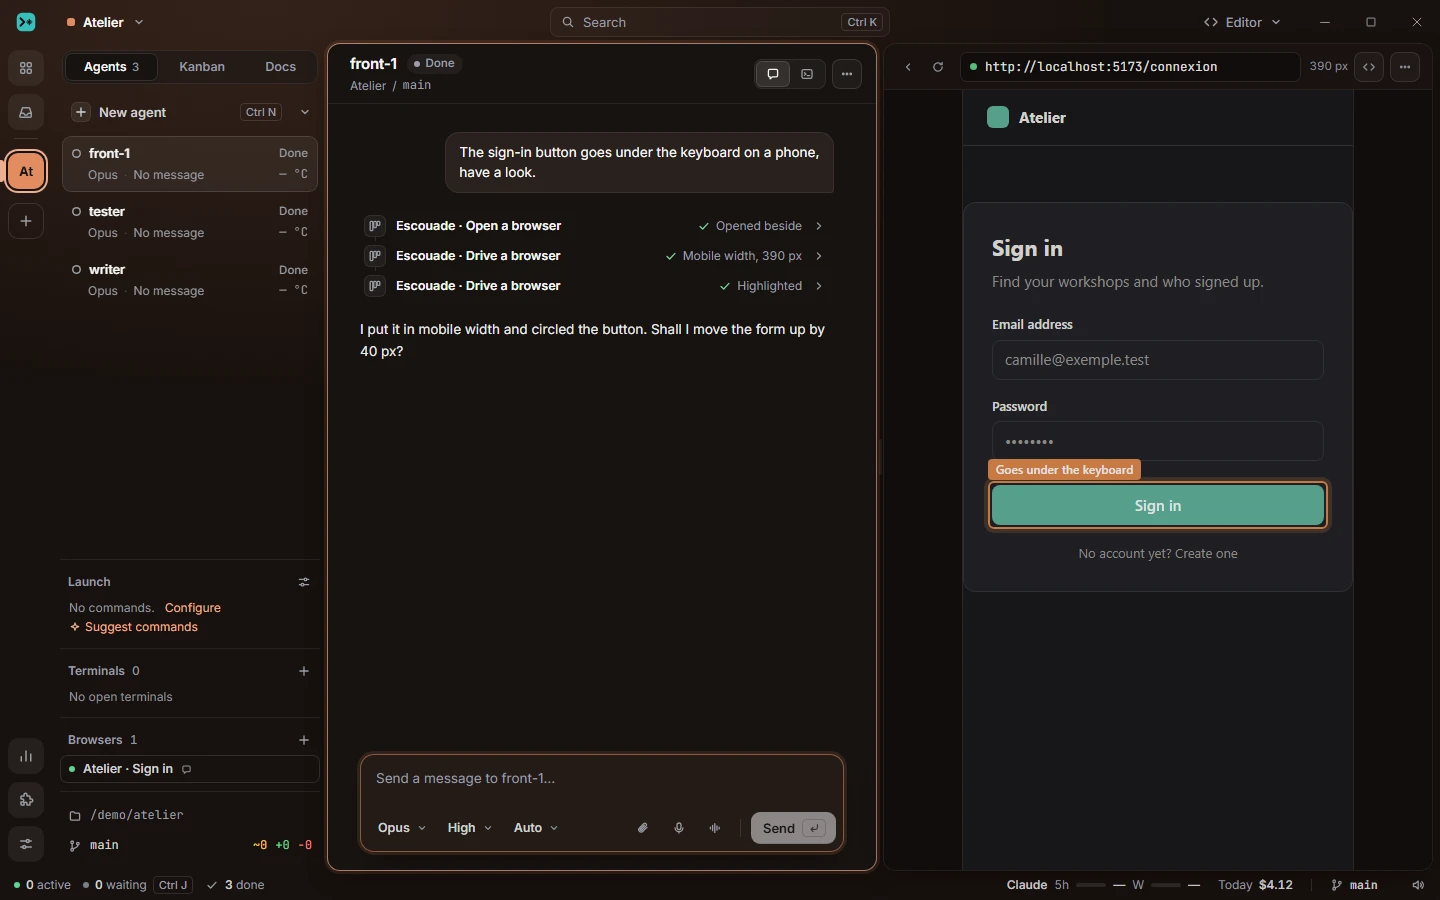 Atelier
Search
Ctrl K
Editor
Agents 3
Kanban
Docs
New agent
Ctrl N
At
front-1
Done
Opus · No message
– °C
tester
Done
Opus · No message
– °C
writer
Done
Opus · No message
– °C
Launch
No commands. Configure
Suggest commands
Terminals 0
No open terminals
Browsers 1
Atelier · Sign in
/demo/atelier
main
~0 +0 -0
front-1
Done
Atelier / main
The sign-in button goes under the keyboard on a phone,
have a look.
Escouade · Open a browser
Opened beside
Escouade · Drive a browser
Mobile width, 390 px
Escouade · Drive a browser
Highlighted
I put it in mobile width and circled the button. Shall I move the form up by
40 px?
Send a message to front-1...
Opus
High
Auto
Send
http://localhost:5173/connexion
390 px
Atelier
Sign in
Find your workshops and who signed up.
Email address
camille@exemple.test
Password
••••••••
Goes under the keyboard
Sign in
No account yet? Create one
0 active
0 waiting
Ctrl J
3 done
Claude 5h — W —
Today $4.12
main